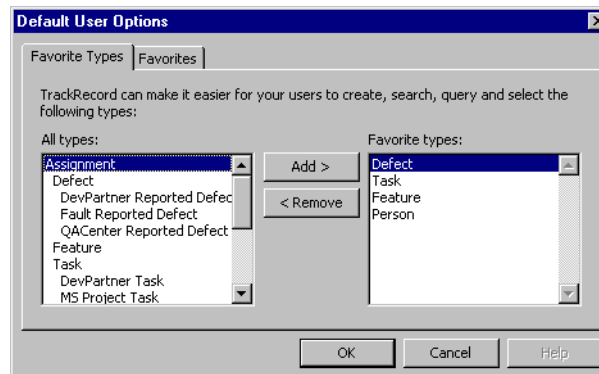 Default User Options
Favorite Types
Favorites
TrackRecord can make it easier for your users to create, search, query and select the
following types:
All types:
Favorite types:
Assignment
Defect
DevPartner Reported Defec
Fault Reported Defect
QACenter Reported Defect
Feature
Task
DevPartner Task
MS Project Task
Add >
< Remove
Defect
Task
Feature
Person
OK
Cancel
Help